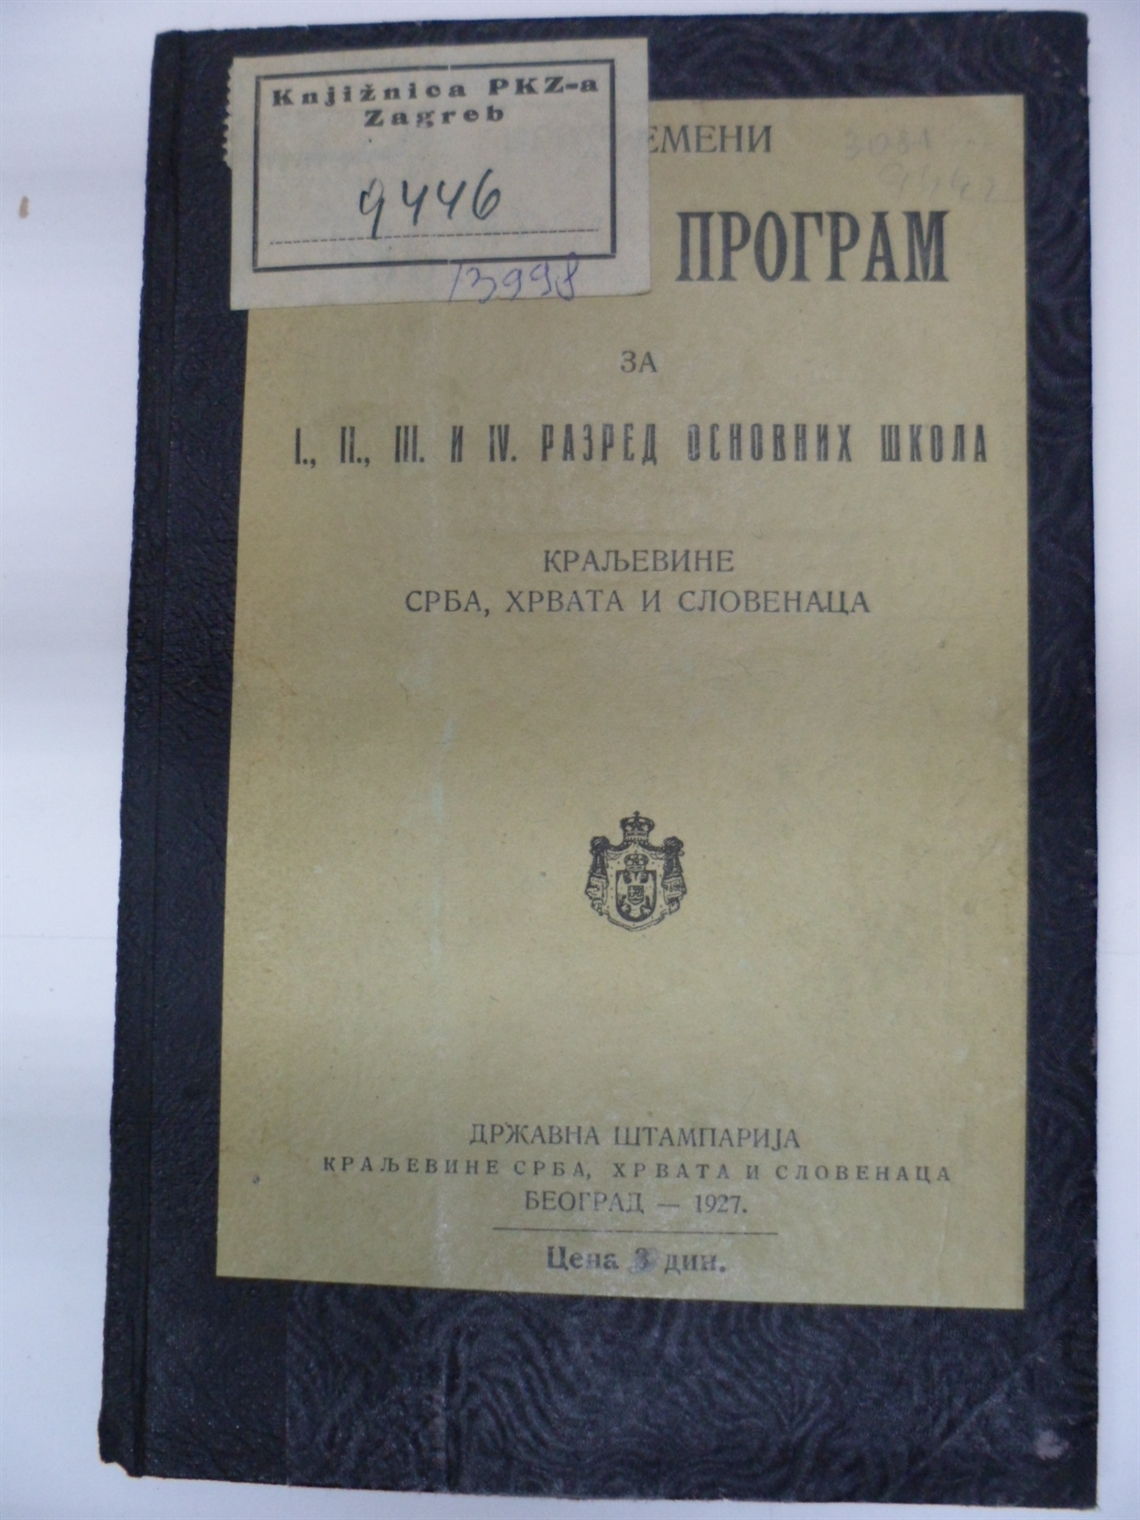 Knjižnica PKZ-a
Zagreb
9446
13998
ЕМЕНИ
ПРОГРАМ
ЗА
I., II., III. И IV. РАЗРЕД ОСНОВНИХ ШКОЛА
КРАЉЕВИНЕ
СРБА, ХРВАТА И СЛОВЕНАЦА
ДРЖАВНА ШТАМПАРИЈА
КРАЉЕВИНЕ СРБА, ХРВАТА И СЛОВЕНАЦА
БЕОГРАД — 1927.
Цена 3 дин.